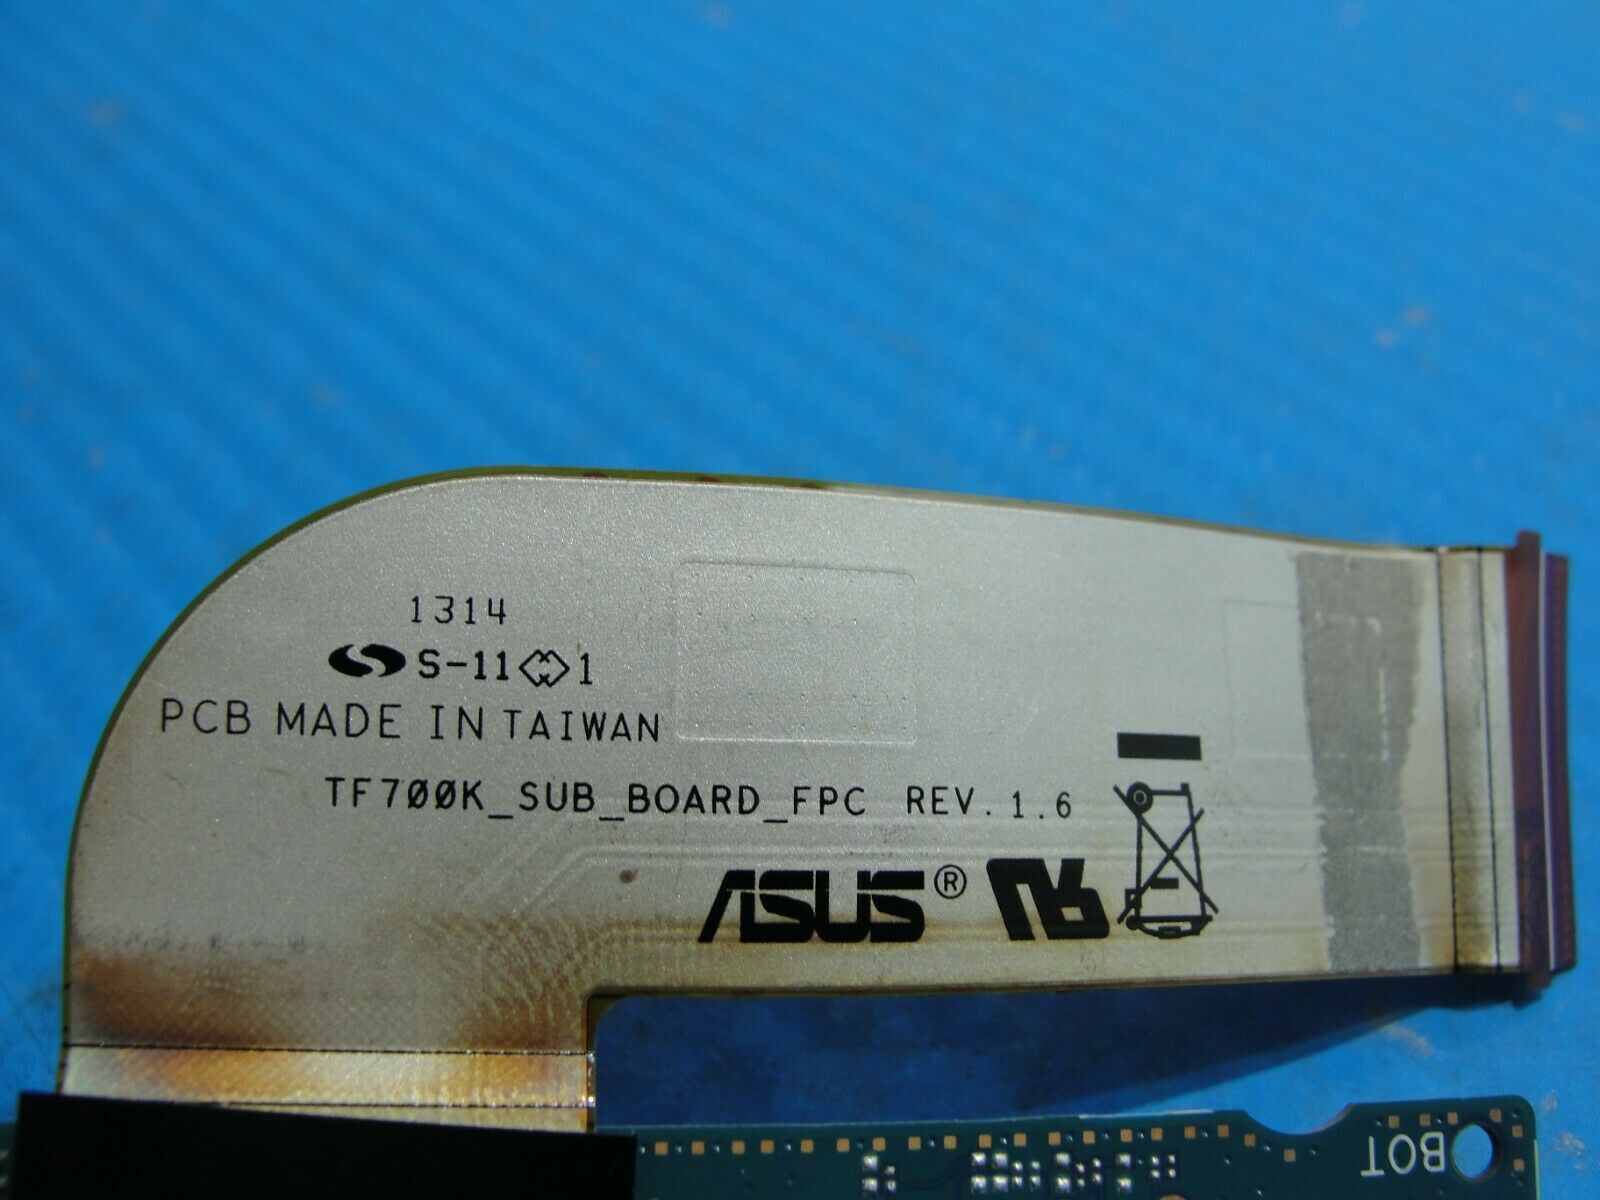 1314
S-11 1
PCB MADE IN TAIWAN
TF700K_SUB_BOARD_FPC REV.1.6
ASUS®
BOT